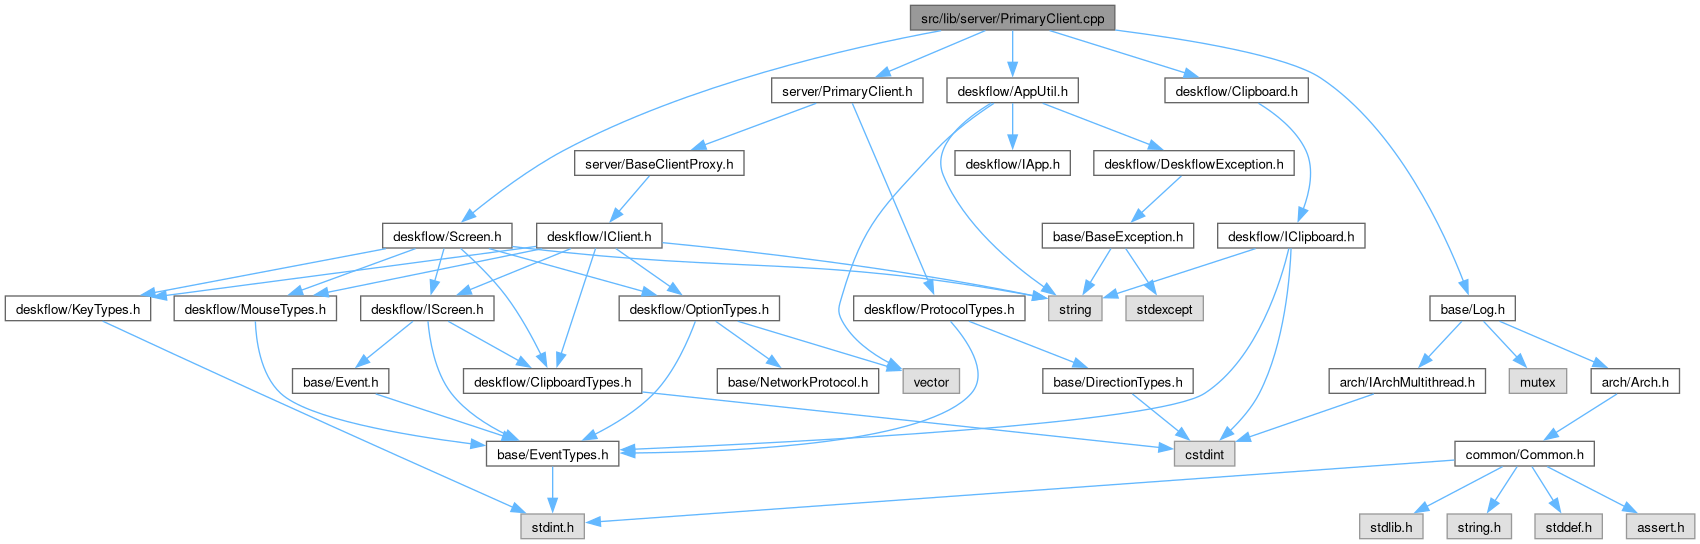 src/lib/server/PrimaryClient.cpp
server/PrimaryClient.h
deskflow/AppUtil.h
deskflow/Clipboard.h
server/BaseClientProxy.h
deskflow/IApp.h
deskflow/DeskflowException.h
deskflow/Screen.h
deskflow/IClient.h
base/BaseException.h
deskflow/IClipboard.h
deskflow/KeyTypes.h
deskflow/MouseTypes.h
deskflow/IScreen.h
deskflow/OptionTypes.h
deskflow/ProtocolTypes.h
string
stdexcept
base/Log.h
base/Event.h
deskflow/ClipboardTypes.h
base/NetworkProtocol.h
vector
base/DirectionTypes.h
arch/IArchMultithread.h
mutex
arch/Arch.h
base/EventTypes.h
cstdint
common/Common.h
stdint.h
stdlib.h
string.h
stddef.h
assert.h